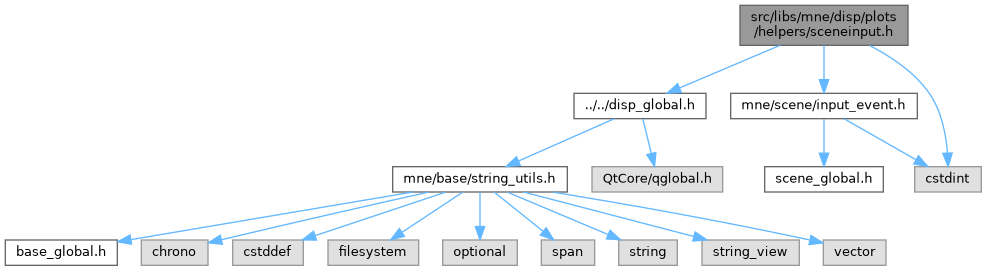 src/libs/mne/disp/plots
/helpers/sceneinput.h
../../disp_global.h
mne/scene/input_event.h
mne/base/string_utils.h
QtCore/qglobal.h
scene_global.h
cstdint
base_global.h
chrono
cstddef
filesystem
optional
span
string
string_view
vector